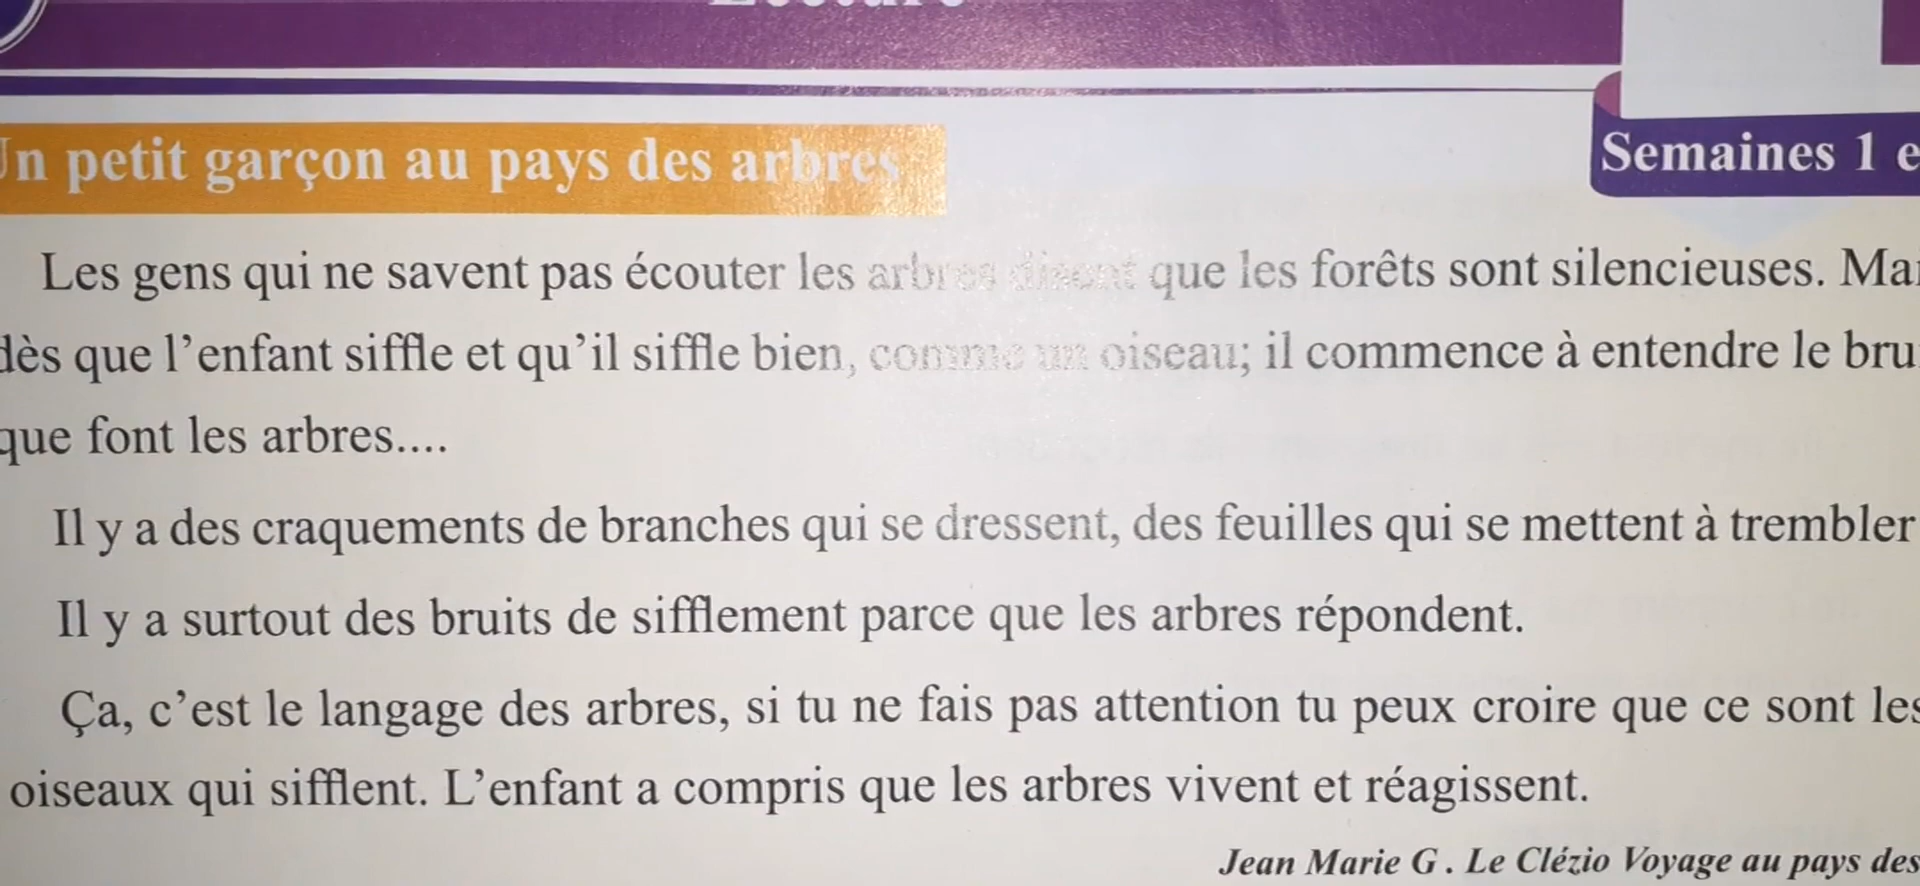 Un petit garçon au pays des arbres
Semaines 1 e
Les gens qui ne savent pas écouter les arbres disent que les forêts sont silencieuses. Mai
dès que l’enfant siffle et qu’il siffle bien, comme un oiseau; il commence à entendre le brui
que font les arbres....
Il y a des craquements de branches qui se dressent, des feuilles qui se mettent à trembler
Il y a surtout des bruits de sifflement parce que les arbres répondent.
Ça, c’est le langage des arbres, si tu ne fais pas attention tu peux croire que ce sont les
oiseaux qui sifflent. L’enfant a compris que les arbres vivent et réagissent.
Jean Marie G . Le Clézio Voyage au pays des